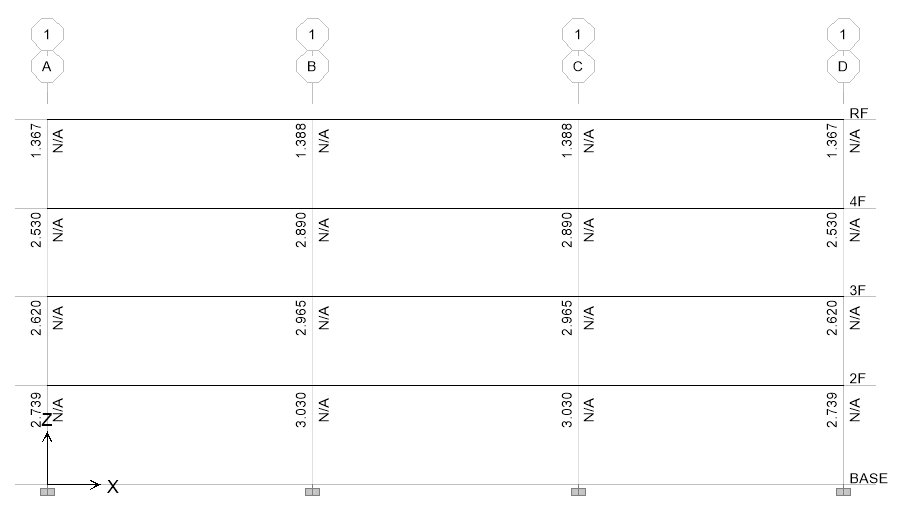 1 1 1 1
A B C D
RF
1.367 N/A 1.388 N/A 1.388 N/A 1.367 N/A
4F
2.530 N/A 2.890 N/A 2.890 N/A 2.530 N/A
3F
2.620 N/A 2.965 N/A 2.965 N/A 2.620 N/A
2F
2.739 N/A 3.030 N/A 3.030 N/A 2.739 N/A
Z
BASE
X